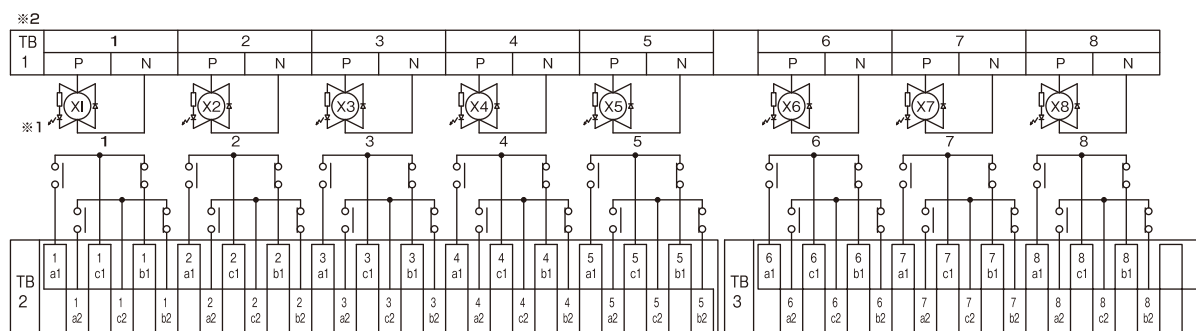 ※2
TB 1 2 3 4 5 6 7 8
1 P N P N P N P N P N P N P N P N
X1 X2 X3 X4 X5 X6 X7 X8
※1
1 2 3 4 5 6 7 8
TB 2
1 a1 1 c1 1 b1 2 a1 2 c1 2 b1 3 a1 3 c1 3 b1 4 a1 4 c1 4 b1 5 a1 5 c1 5 b1
1 a2 1 c2 1 b2 2 a2 2 c2 2 b2 3 a2 3 c2 3 b2 4 a2 4 c2 4 b2 5 a2 5 c2 5 b2
TB 3
6 a1 6 c1 6 b1 7 a1 7 c1 7 b1 8 a1 8 c1 8 b1
6 a2 6 c2 6 b2 7 a2 7 c2 7 b2 8 a2 8 c2 8 b2